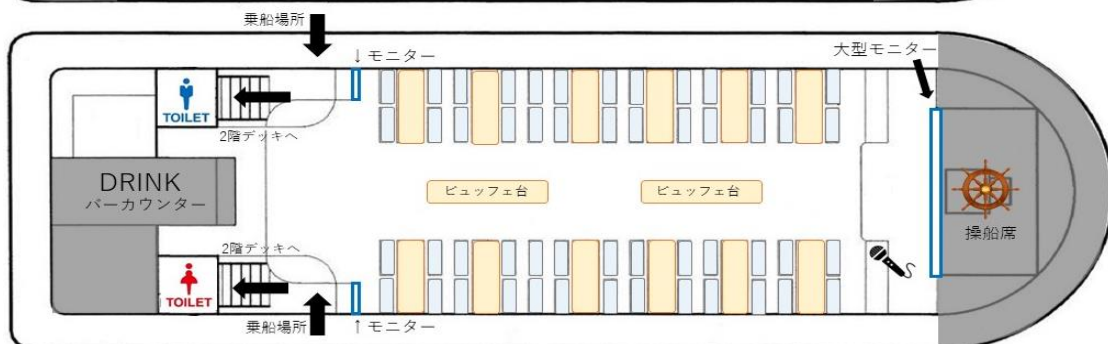 乗船場所
↓モニター
大型モニター
TOILET
2階デッキへ
DRINK
バーカウンター
ビュッフェ台
ビュッフェ台
操船席
2階デッキへ
TOILET
乗船場所
↑モニター